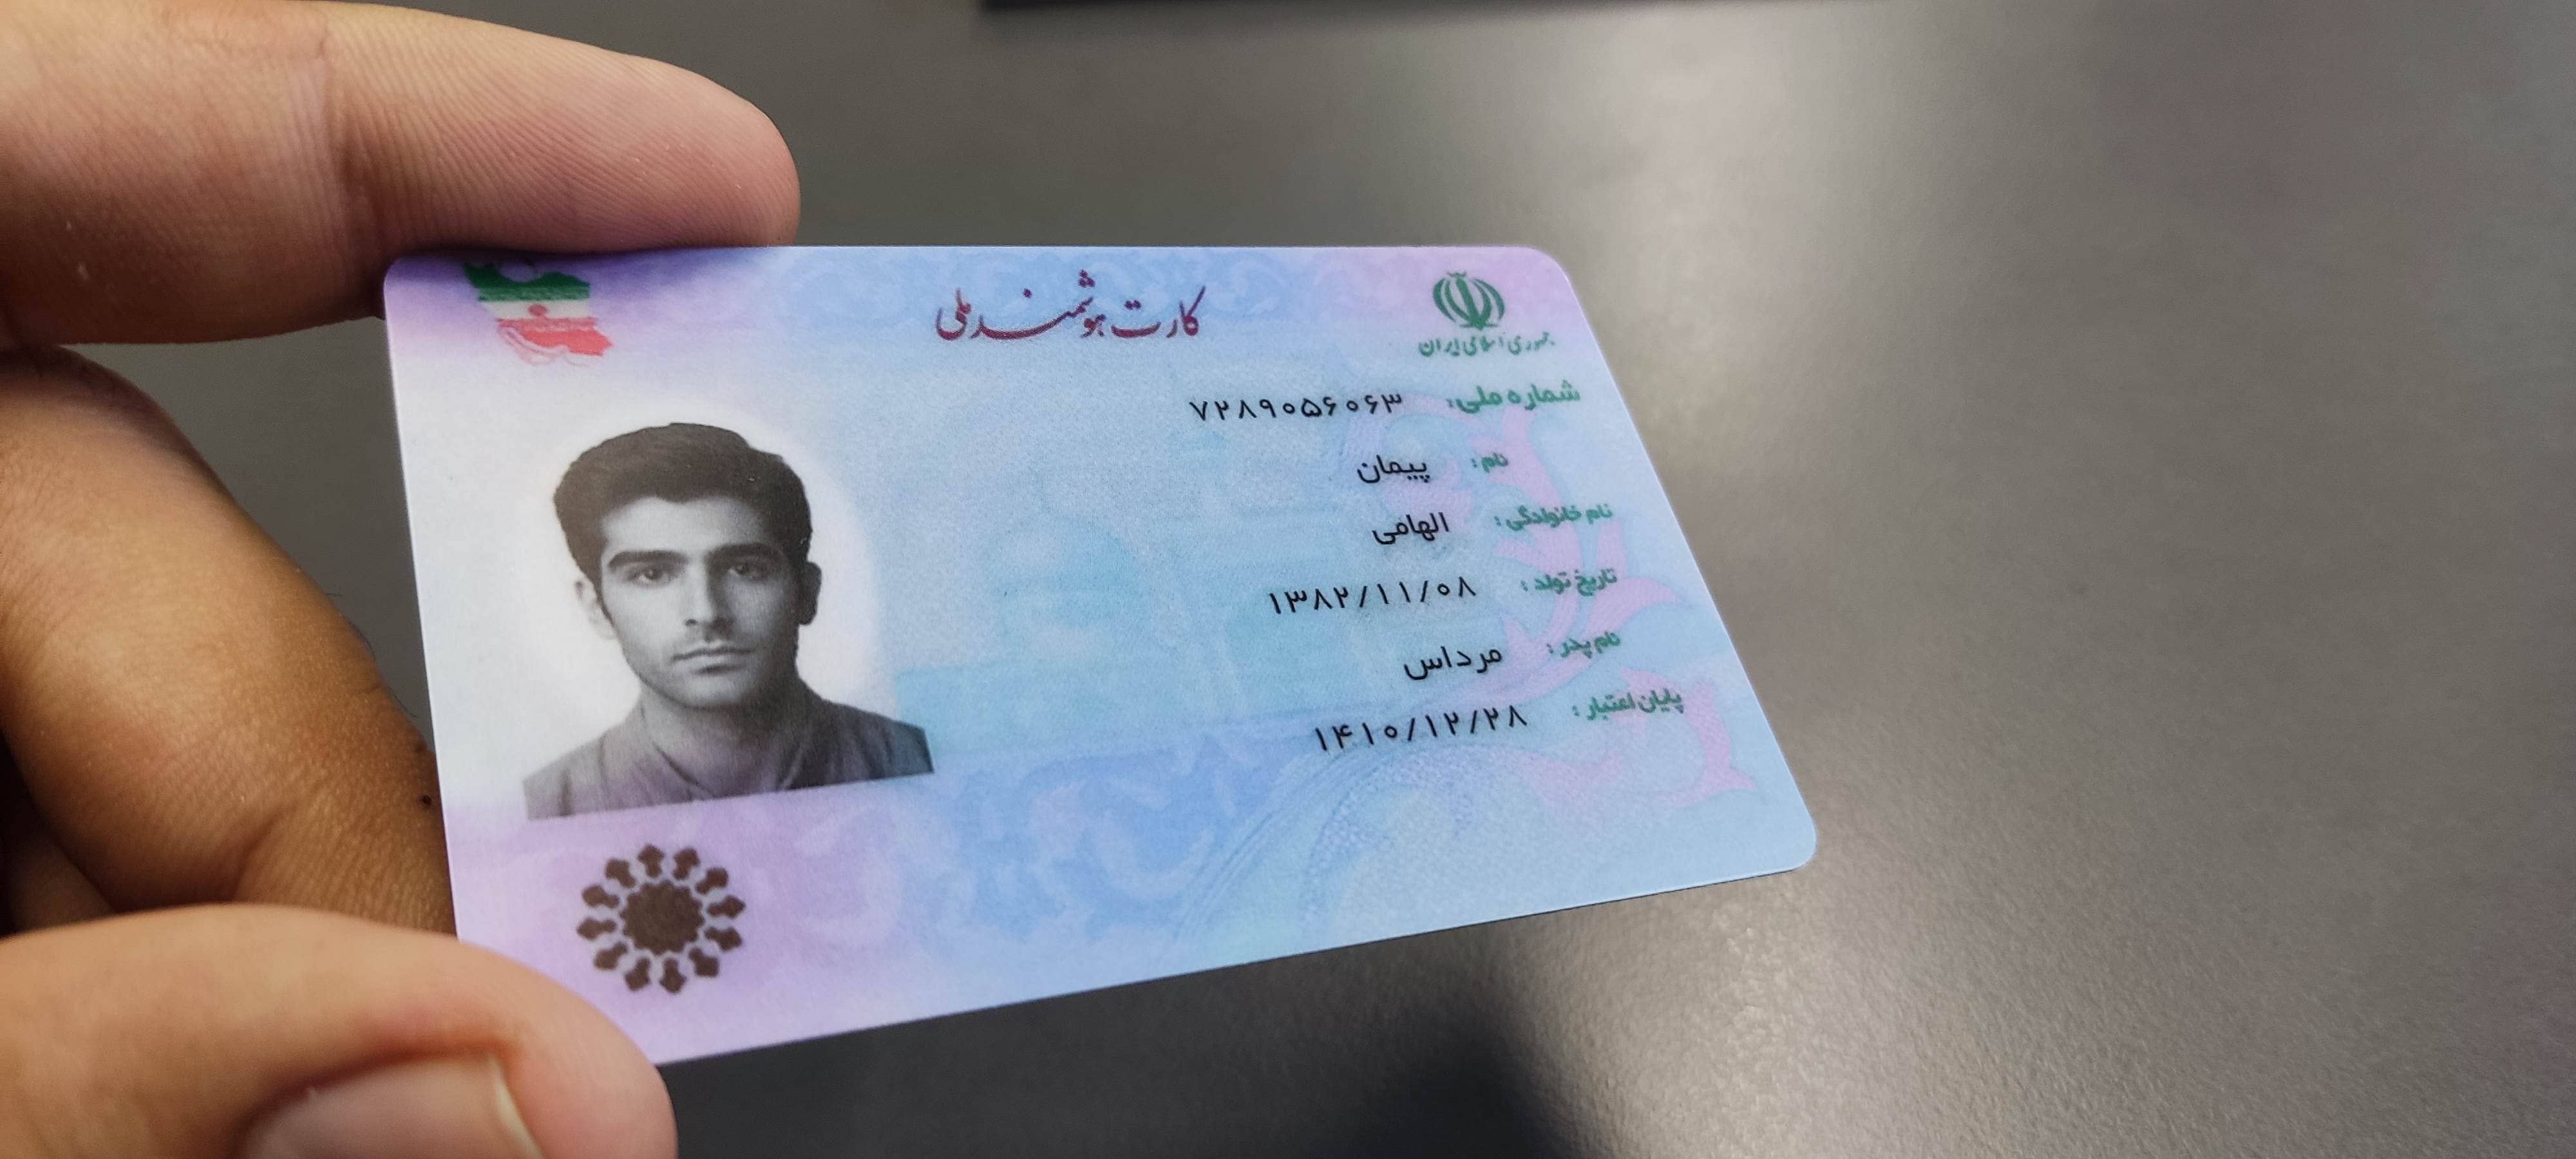 کارت هوشمند ملی
جمهوری اسلامی ایران
شماره ملی: ۷۲۸۹۰۵۶۰۶۳
نام: پیمان
نام خانوادگی: الهامی
تاریخ تولد: ۱۳۸۲/۱۱/۰۸
نام پدر: مرداس
پایان اعتبار: ۱۴۱۰/۱۲/۲۸